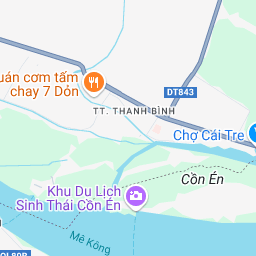 uán cơm tấm
chay 7 Dỏn
DT843
TT. THANH BÌNH
Chợ Cái Tre
Cồn Én
Khu Du Lịch
Sinh Thái Cồn Én
Mê Kông